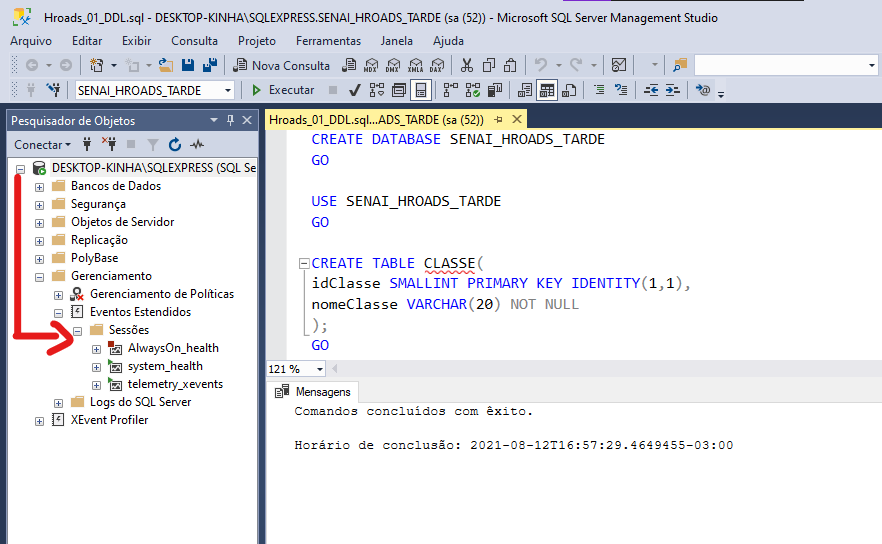 Hroads_01_DDL.sql - DESKTOP-KINHA\SQLEXPRESS.SENAI_HROADS_TARDE (sa (52)) - Microsoft SQL Server Management Studio
Arquivo Editar Exibir Consulta Projeto Ferramentas Janela Ajuda
Nova Consulta MDX DMX XMLA DAX
SENAI_HROADS_TARDE Executar
Pesquisador de Objetos
Conectar
DESKTOP-KINHA\SQLEXPRESS (SQL Se
Bancos de Dados
Segurança
Objetos de Servidor
Replicação
PolyBase
Gerenciamento
Gerenciamento de Políticas
Eventos Estendidos
Sessões
AlwaysOn_health
system_health
telemetry_xevents
Logs do SQL Server
XEvent Profiler
Hroads_01_DDL.sql...ADS_TARDE (sa (52))
CREATE DATABASE SENAI_HROADS_TARDE
GO
USE SENAI_HROADS_TARDE
GO
CREATE TABLE CLASSE(
idClasse SMALLINT PRIMARY KEY IDENTITY(1,1),
nomeClasse VARCHAR(20) NOT NULL
);
GO
121 %
Mensagens
Comandos concluídos com êxito.
Horário de conclusão: 2021-08-12T16:57:29.4649455-03:00